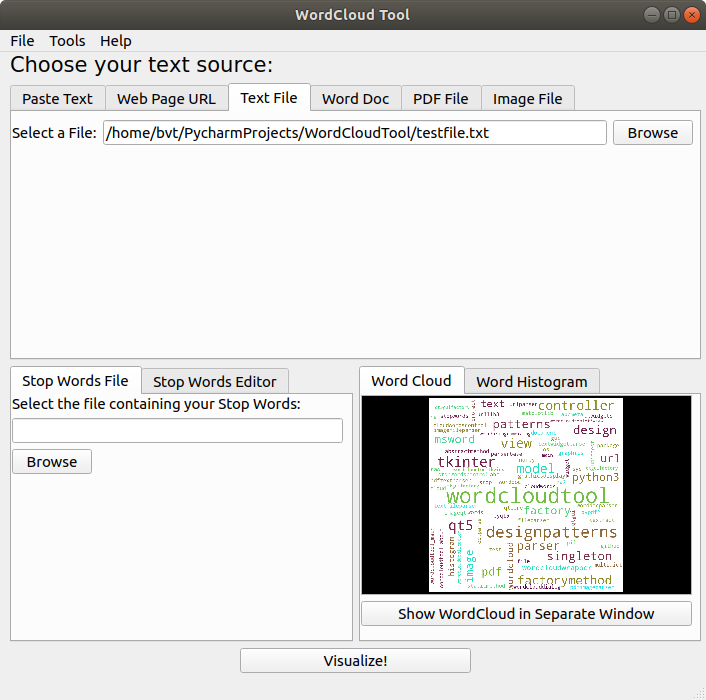 WordCloud Tool
File Tools Help
Choose your text source:
Paste Text Web Page URL Text File Word Doc PDF File Image File
Select a File: /home/bvt/PycharmProjects/WordCloudTool/testfile.txt Browse
Stop Words File Stop Words Editor
Select the file containing your Stop Words:
Browse
Word Cloud Word Histogram
text controller
patterns design
msword view
tkinter model url
python3
wordcloudtool
factory
qt5 designpatterns
parser
histogram image wordcloud singleton
pdf wordcloudwrapper
factorymethod
Show WordCloud in Separate Window
Visualize!